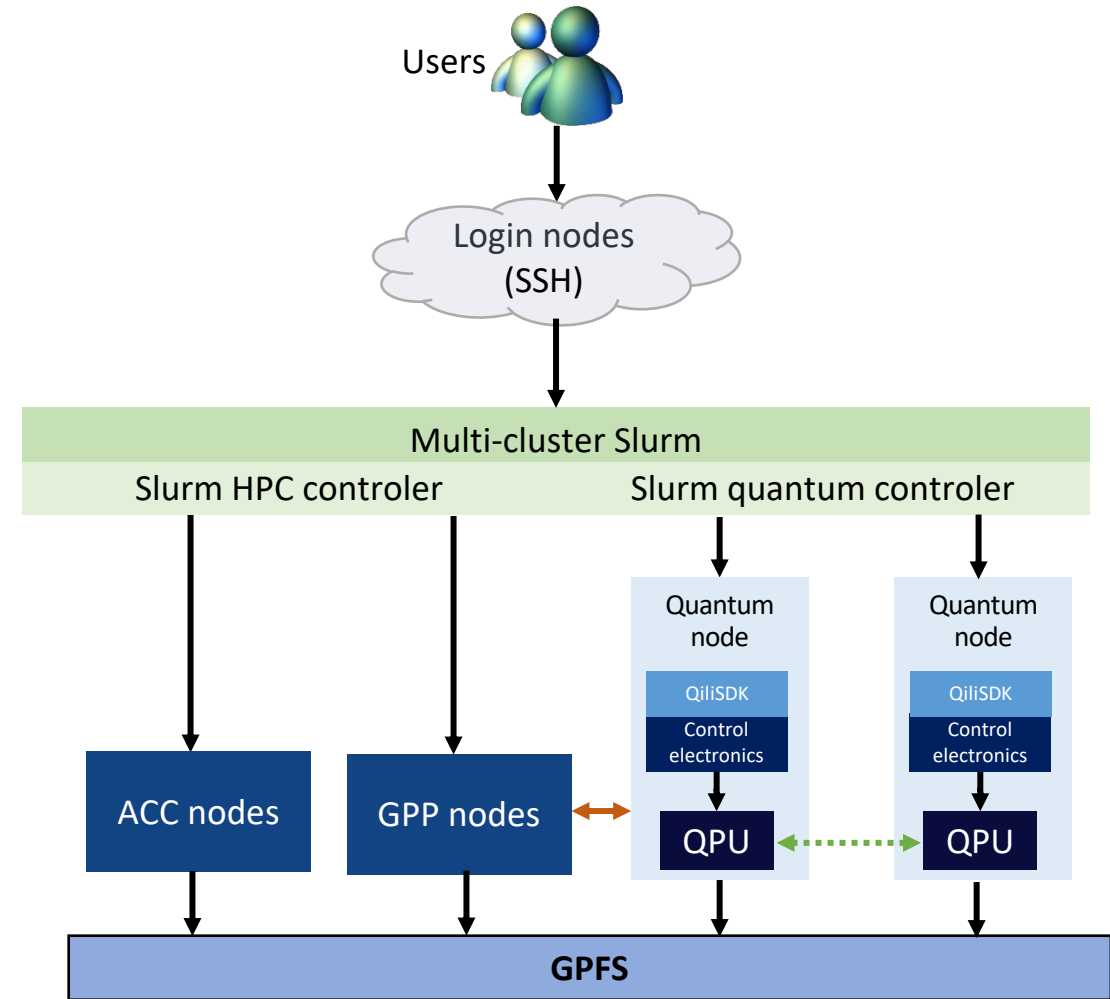 Users
Login nodes
(SSH)
Multi-cluster Slurm
Slurm HPC controler
Slurm quantum controler
Quantum
node
QiliSDK
Control
electronics
QPU
Quantum
node
QiliSDK
Control
electronics
QPU
ACC nodes
GPP nodes
GPFS